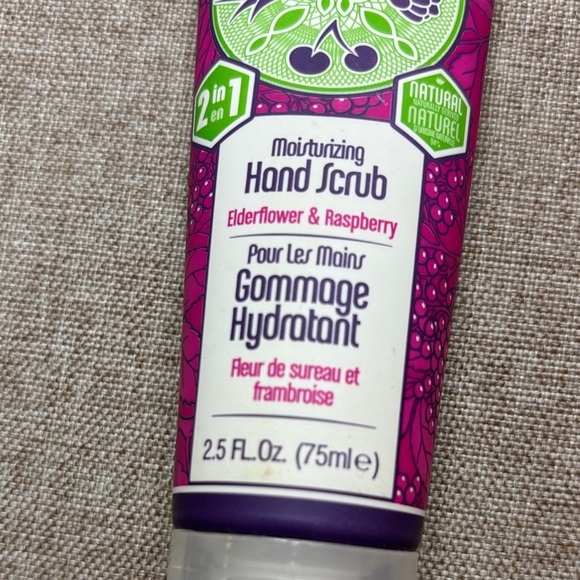 2 in 1
en
NATURAL
NATUREL
Moisturizing
Hand Scrub
Elderflower & Raspberry
Pour Les Mains
Gommage
Hydratant
Fleur de sureau et
framboise
2.5 FL.Oz. (75ml e)